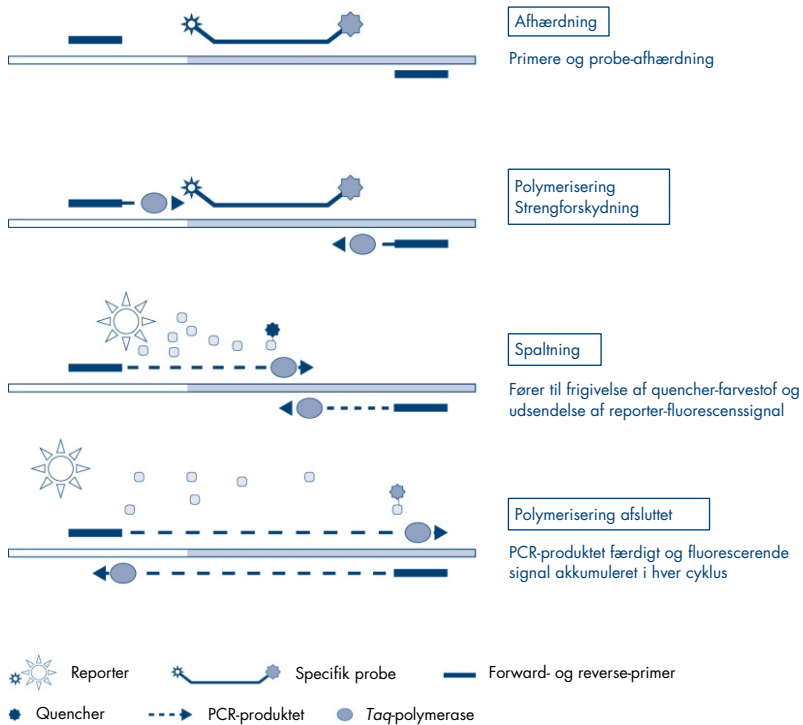 Afhærdning
Primere og probe-afhærdning
Polymerisering
Strengforskydning
Spaltning
Fører til frigivelse af quencher-farvestof og
udsendelse af reporter-fluorescenssignal
Polymerisering afsluttet
PCR-produktet færdigt og fluorescerende
signal akkumuleret i hver cyklus
Reporter
Specifik probe
Forward- og reverse-primer
Quencher
PCR-produktet
Taq-polymerase